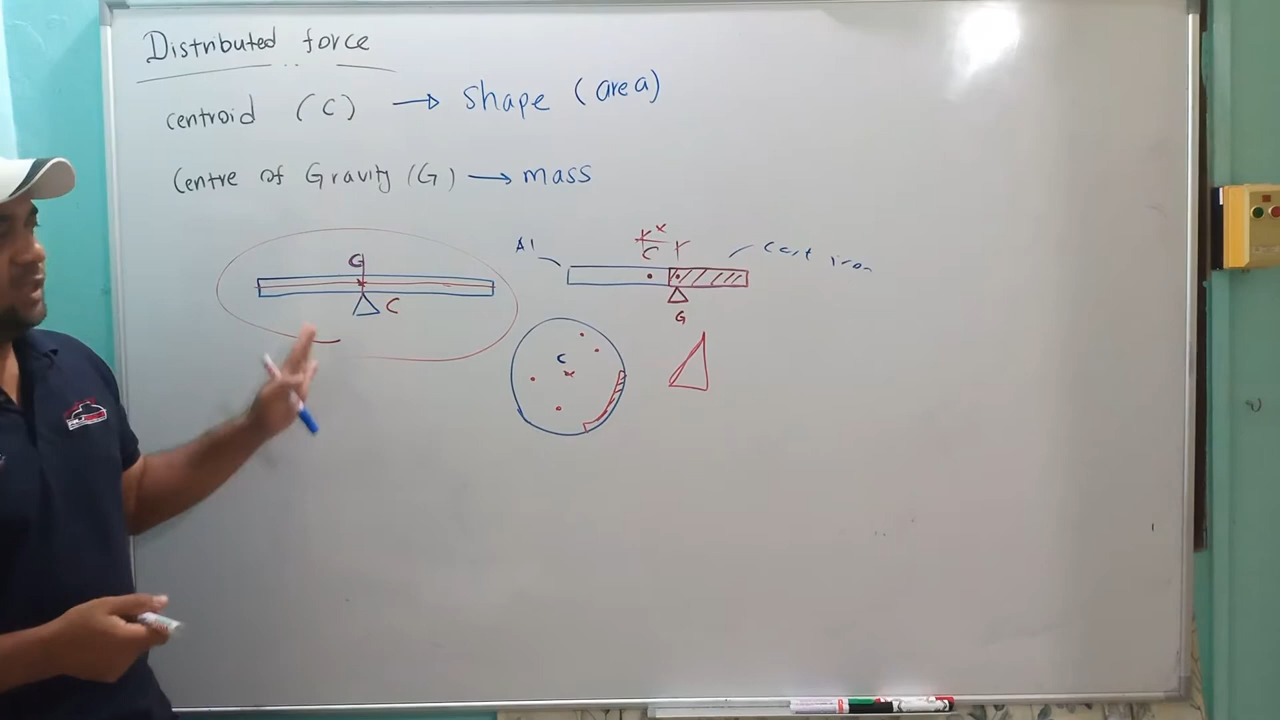 Distributed force
centroid (C) → shape (area)
Centre of Gravity (G) → mass
G
C
Al
x
C
cast iron
G
C